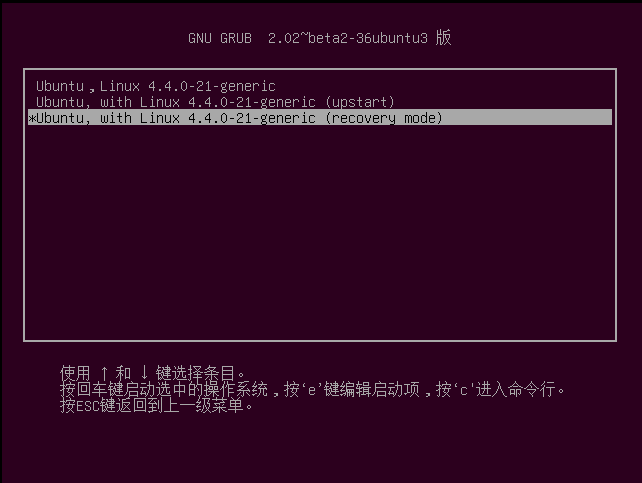 GNU GRUB 2.02~beta2-36ubuntu3 版
Ubuntu，Linux 4.4.0-21-generic
Ubuntu, with Linux 4.4.0-21-generic (upstart)
*Ubuntu, with Linux 4.4.0-21-generic (recovery mode)
使用 ↑ 和 ↓ 键选择条目。
按回车键启动选中的操作系统，按‘e’键编辑启动项，按‘c'进入命令行。
按ESC键返回到上一级菜单。